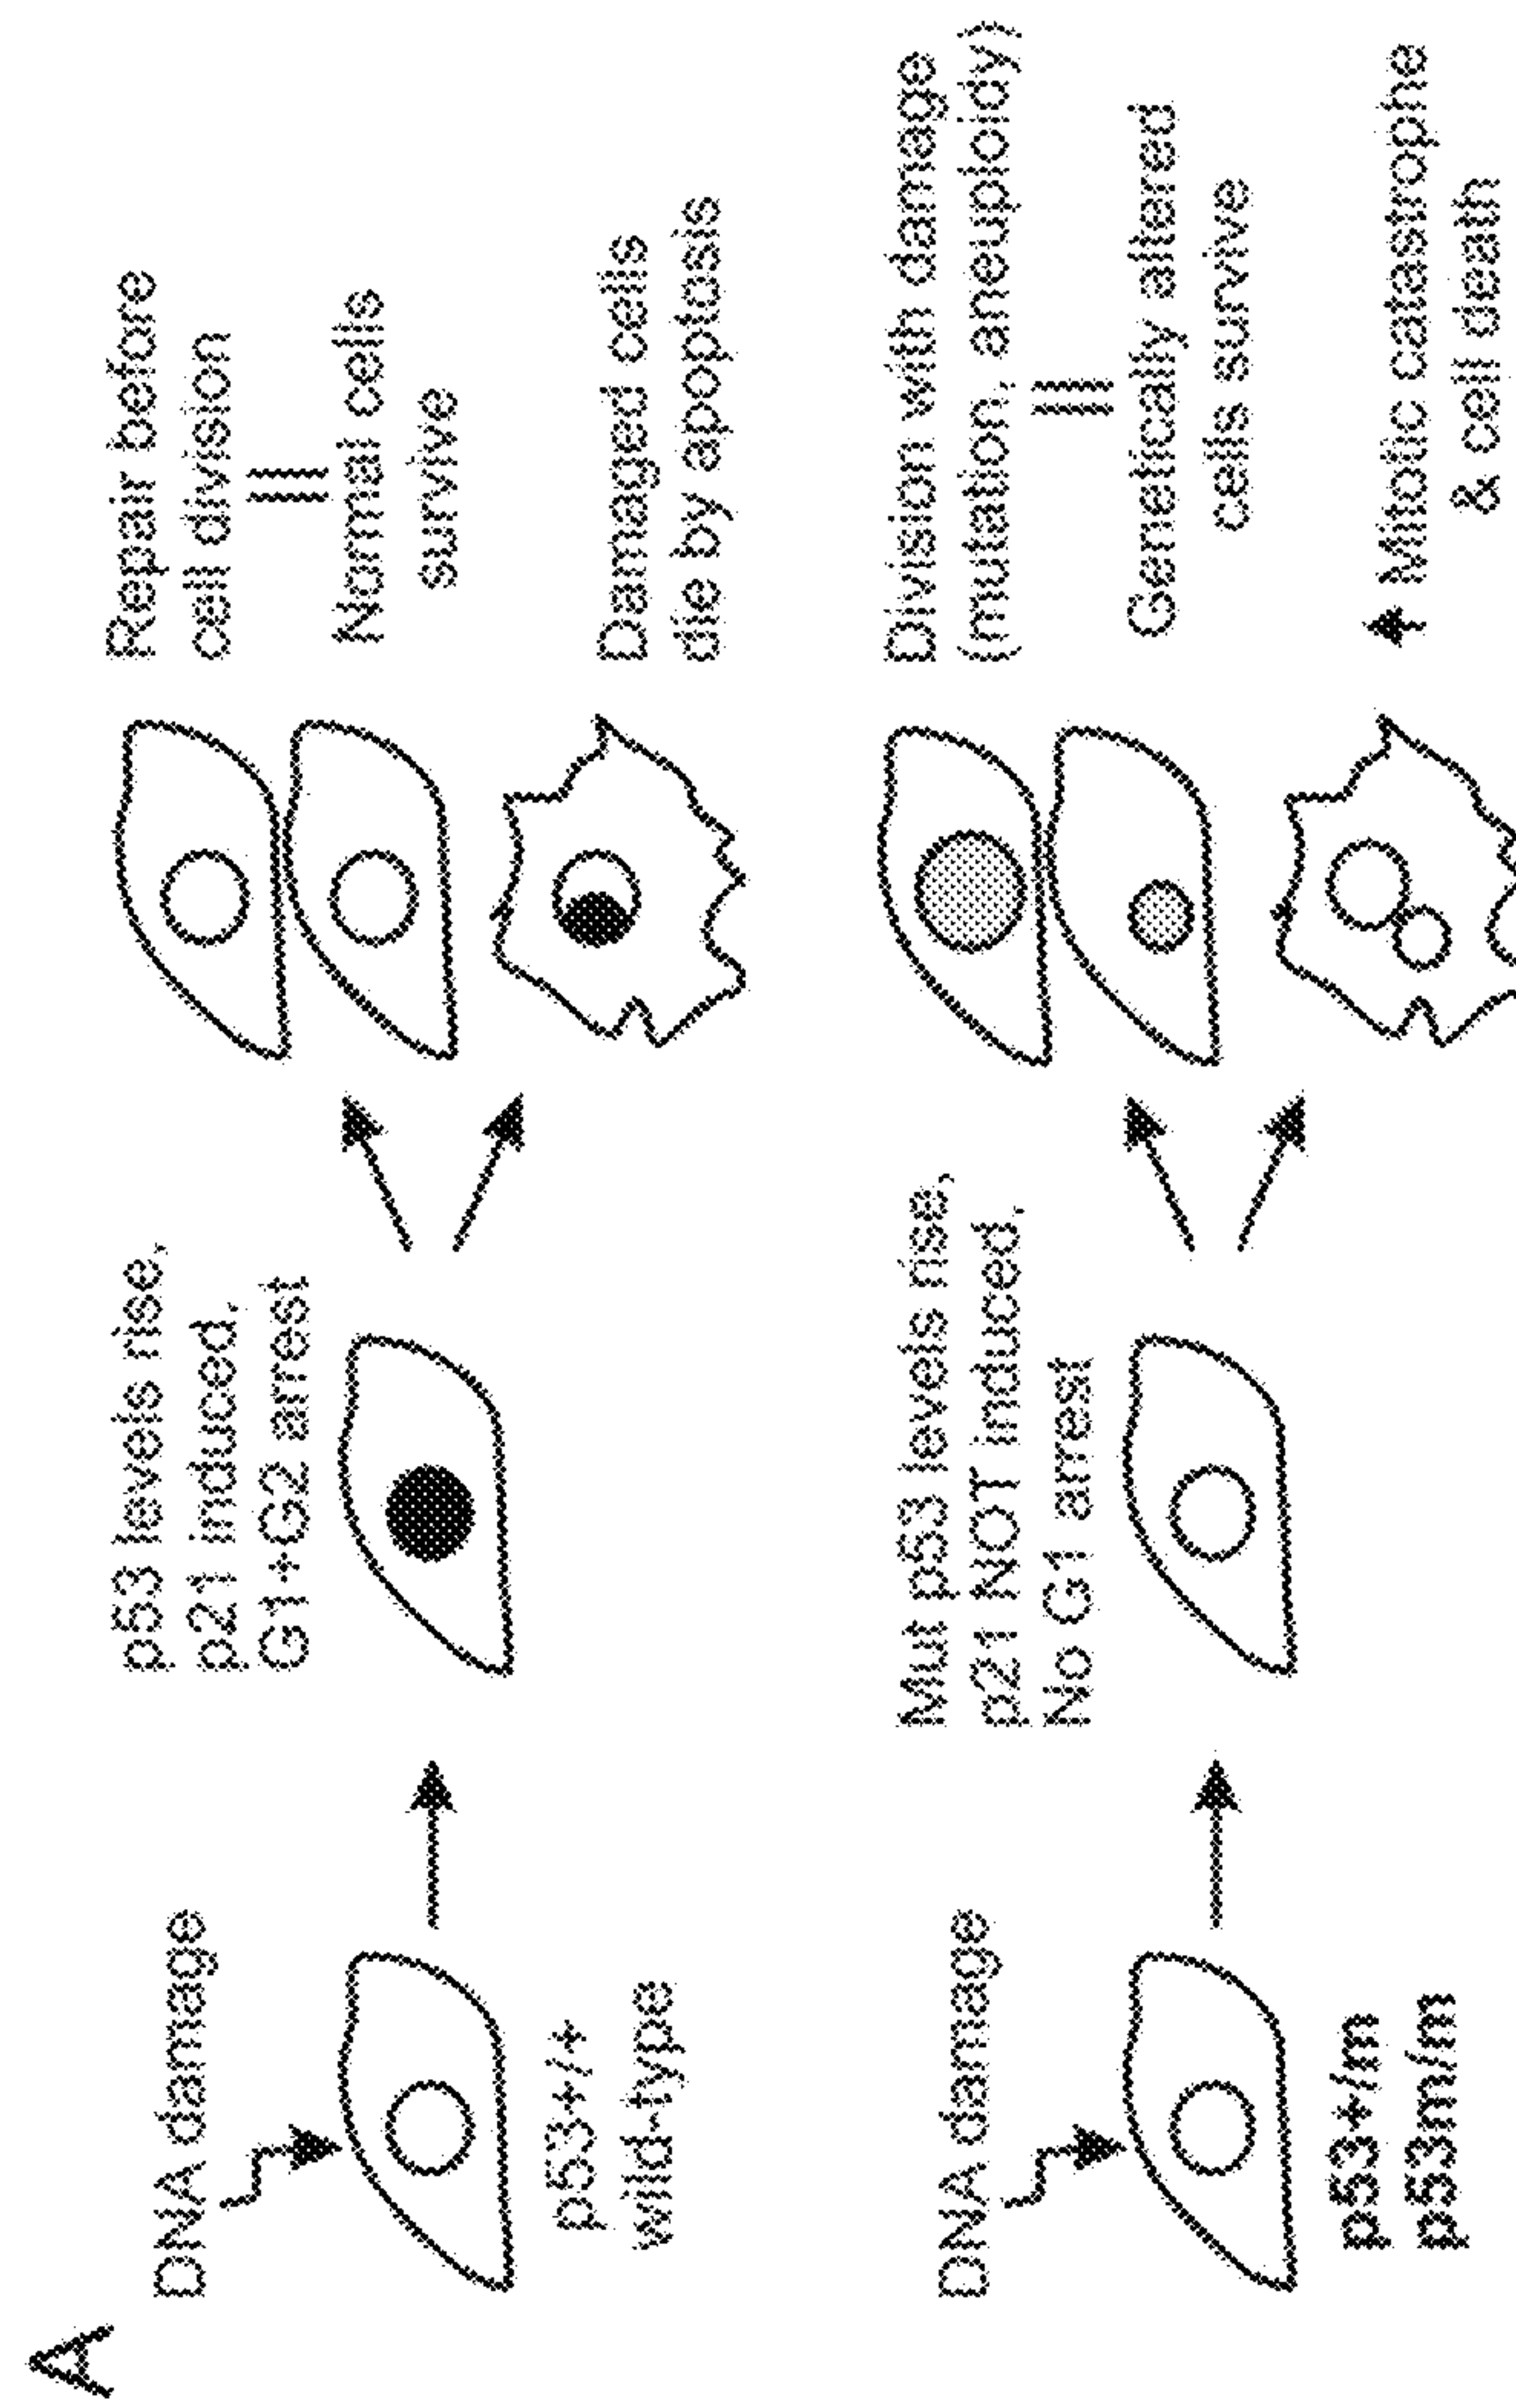 A
DNA damage
p53+/+
wild-type
p53 levels rise,
p21 induced,
G1+G2 arrest
Repair before
cell division
Normal cells
survive
Damaged cells
die by apoptosis
DNA damage
p53+/m
p53m/m
Mut p53 levels rise,
p21 NOT induced,
No G1 arrest
Division with damage
(mutation, aneuploidy)
Genetically altered
cells survive
Mitotic catastrophe
& cell death